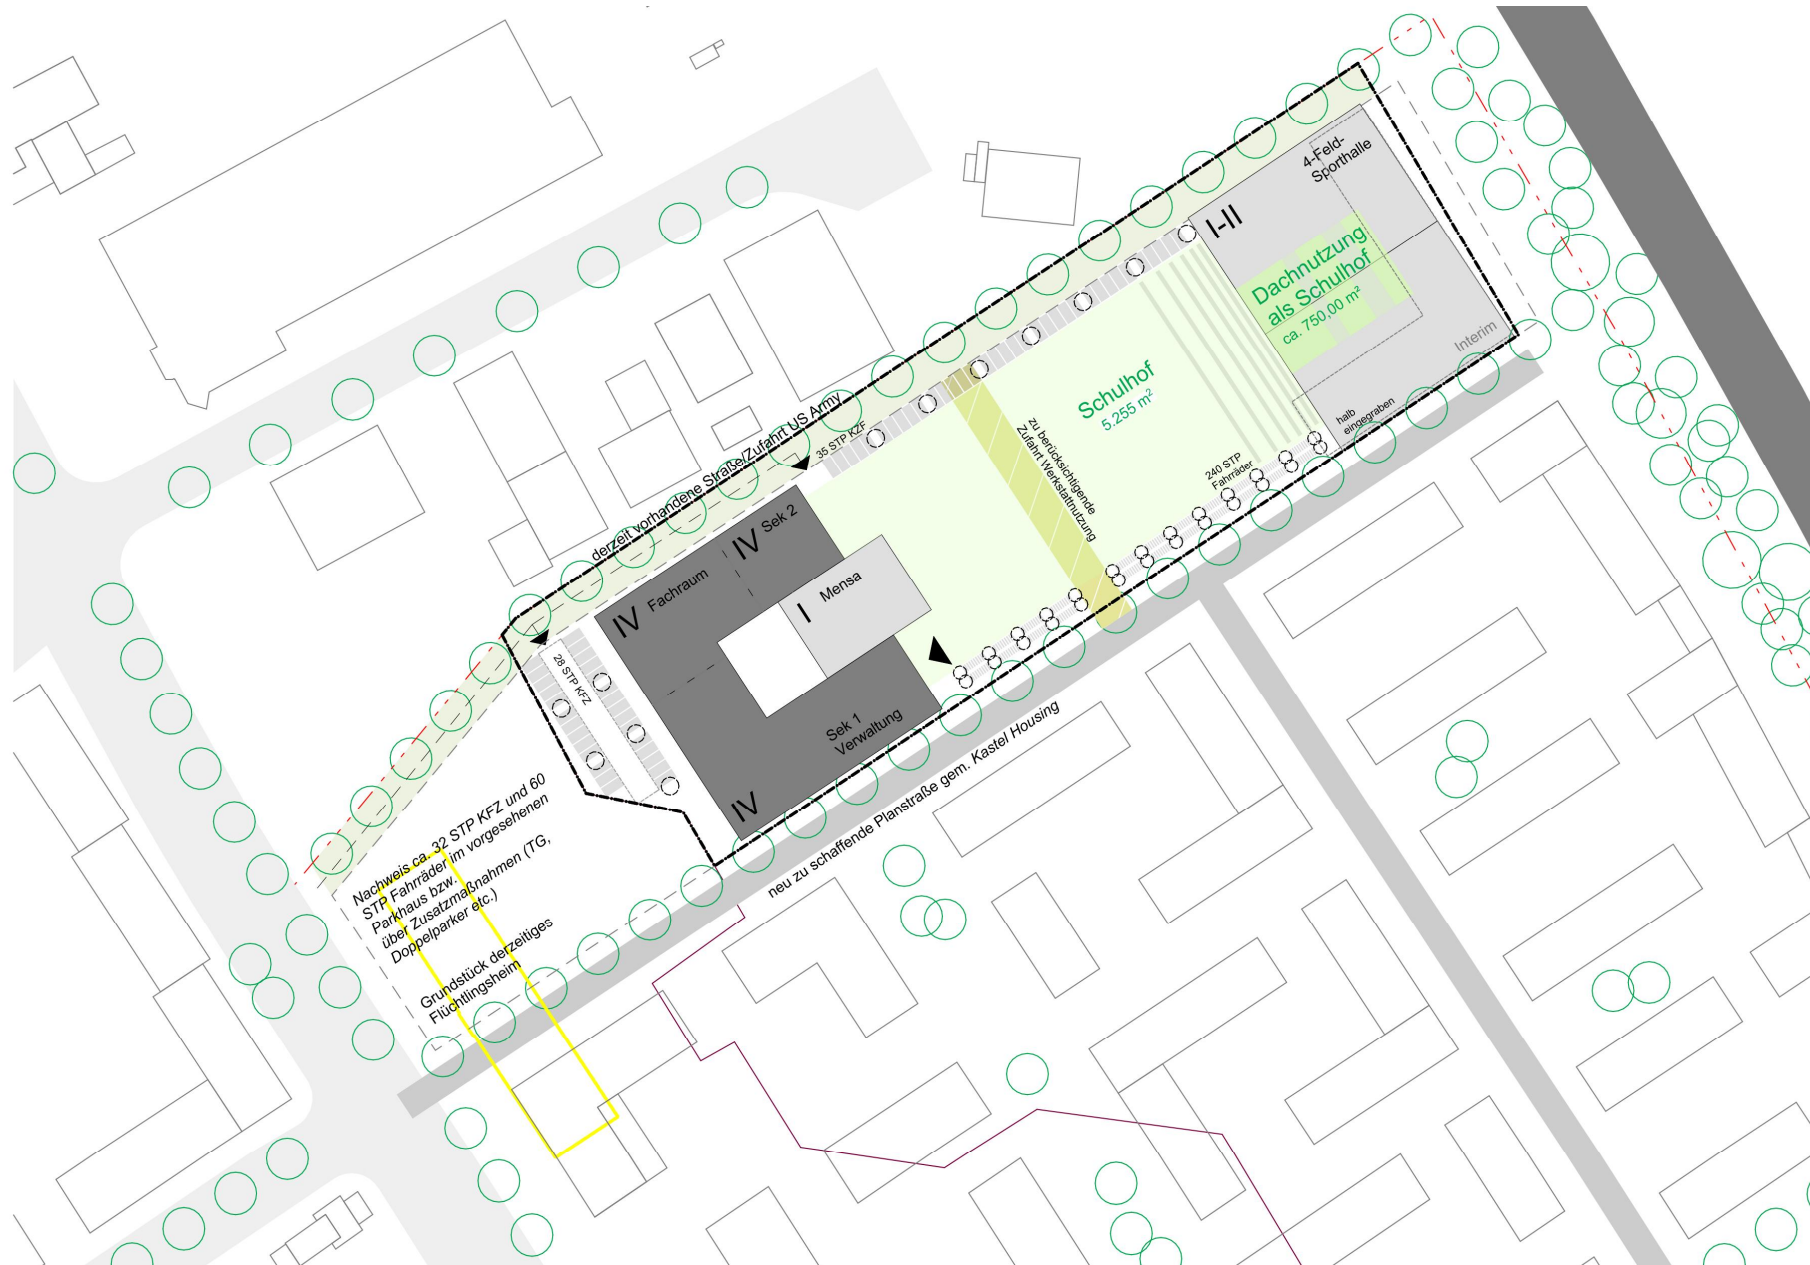 4-Feld-
Sporthalle
I-II
Dachnutzung
als Schulhof
ca. 750,00 m²
Interim
halb
eingegraben
Schulhof
5.255 m²
240 STP
Fahrräder
zu berücksichtigende
Zufahrt Werkstattnutzung
35 STP KZF
derzeit vorhandene Straße/Zufahrt US Army
IV Sek 2
IV Fachraum
I Mensa
Sek 1
Verwaltung
IV
28 STP KFZ
neu zu schaffende Planstraße gem. Kastel Housing
Nachweis ca. 32 STP KFZ und 60
STP Fahrräder im vorgesehenen
Parkhaus bzw.
über Zusatzmaßnahmen (TG,
Doppelparker etc.)
Grundstück derzeitiges
Flüchtlingsheim